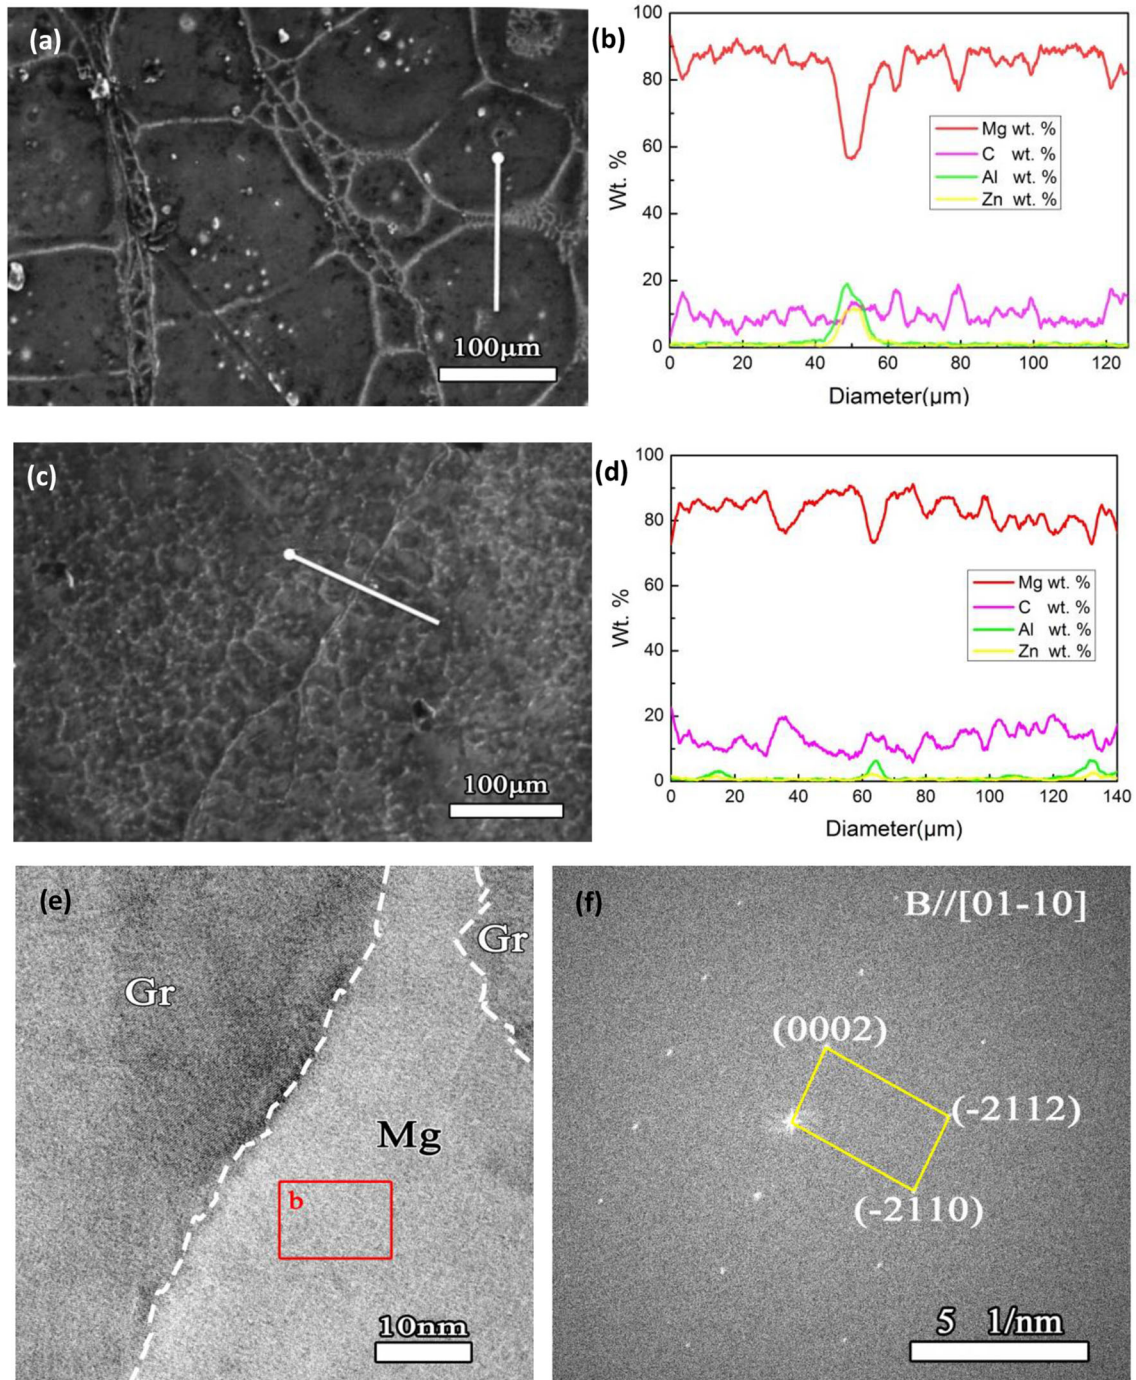 (a)
100μm
(b)
100
80
60
40
20
0
Wt. %
Mg wt. %
C wt. %
Al wt. %
Zn wt. %
0 20 40 60 80 100 120
Diameter(μm)
(c)
100μm
(d)
100
80
60
40
20
0
Wt. %
Mg wt. %
C wt. %
Al wt. %
Zn wt. %
0 20 40 60 80 100 120 140
Diameter(μm)
(e)
Gr
Gr
Mg
b
10nm
(f)
B//[01-10]
(0002)
(-2112)
(-2110)
5 1/nm